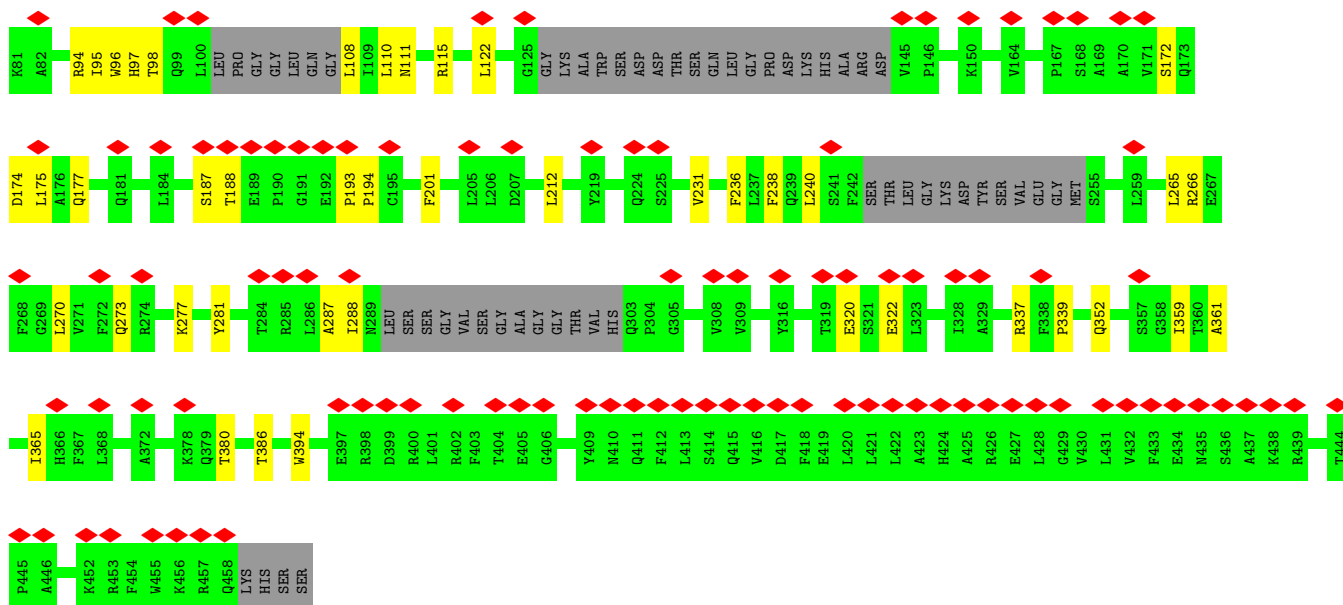 K81 A82 R94 I95 W96 H97 T98 Q99 L100 LEU PRO GLY GLY LEU GLN GLY L108 I109 L110 N111 R115 L122 G125 GLY LYS ALA TRP SER ASP ASP THR SER GLN LEU GLY PRO ASP LYS HIS ALA ARG ASP V145 P146 K150 V164 P167 S168 A169 A170 V171 S172 Q173
D174 L175 A176 Q177 Q181 L184 S187 T188 E189 P190 G191 E192 P193 P194 C195 F201 L205 L206 D207 L212 Y219 Q224 S225 V231 F236 L237 F238 Q239 L240 S241 F242 SER THR LEU GLY LYS ASP TYR SER VAL GLU GLY MET S255 L259 L265 R266 E267
F268 G269 L270 V271 F272 Q273 R274 K277 Y281 T284 R285 L286 A287 I288 N289 LEU SER SER GLY VAL SER GLY ALA GLY GLY THR VAL HIS Q303 P304 G305 V308 V309 Y316 T319 E320 S321 E322 L323 I328 A329 R337 F338 P339 Q352 S357 G358 I359 T360 A361
I365 H366 F367 L368 A372 K378 Q379 T380 T386 W394 E397 R398 D399 R400 L401 R402 F403 T404 E405 G406 Y409 N410 Q411 F412 L413 S414 Q415 V416 D417 F418 E419 L420 L421 L422 A423 H424 A425 R426 E427 L428 G429 V430 L431 V432 F433 E434 N435 S436 A437 K438 R439 T444
P445 A446 K452 R453 F454 W455 K456 R457 Q458 LYS HIS SER SER